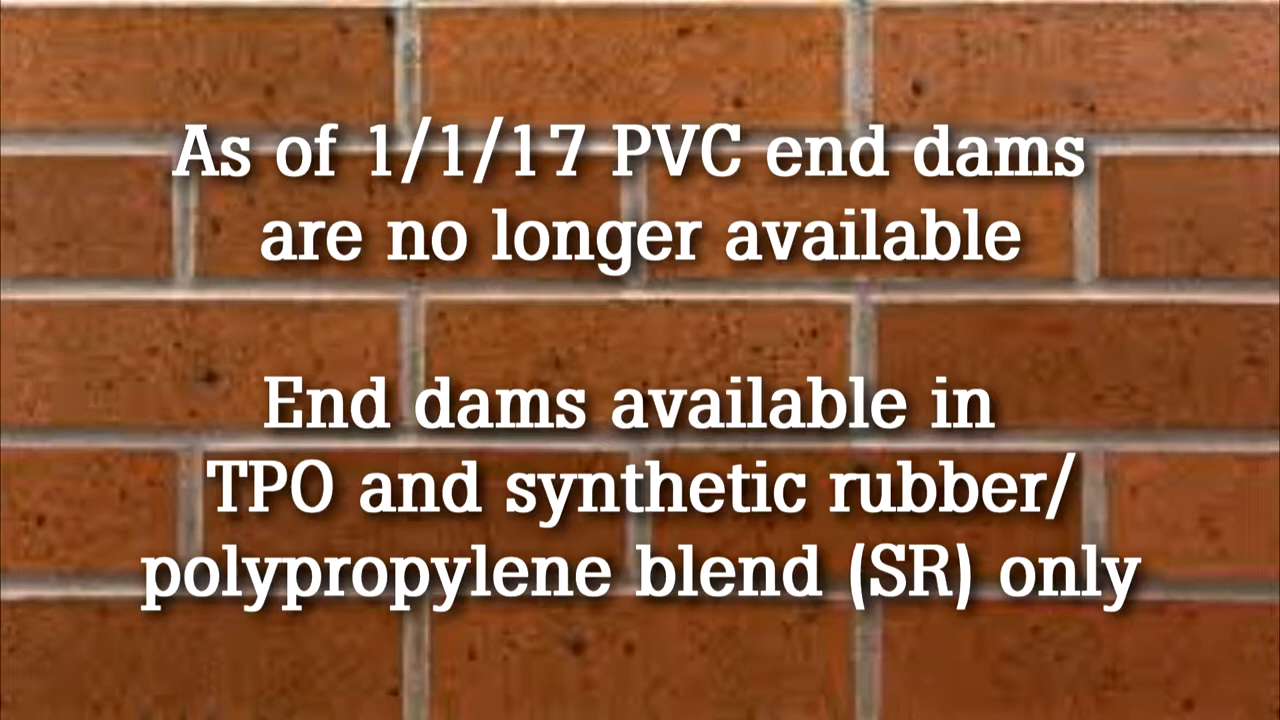 As of 1/1/17 PVC end dams
are no longer available
End dams available in
TPO and synthetic rubber/
polypropylene blend (SR) only